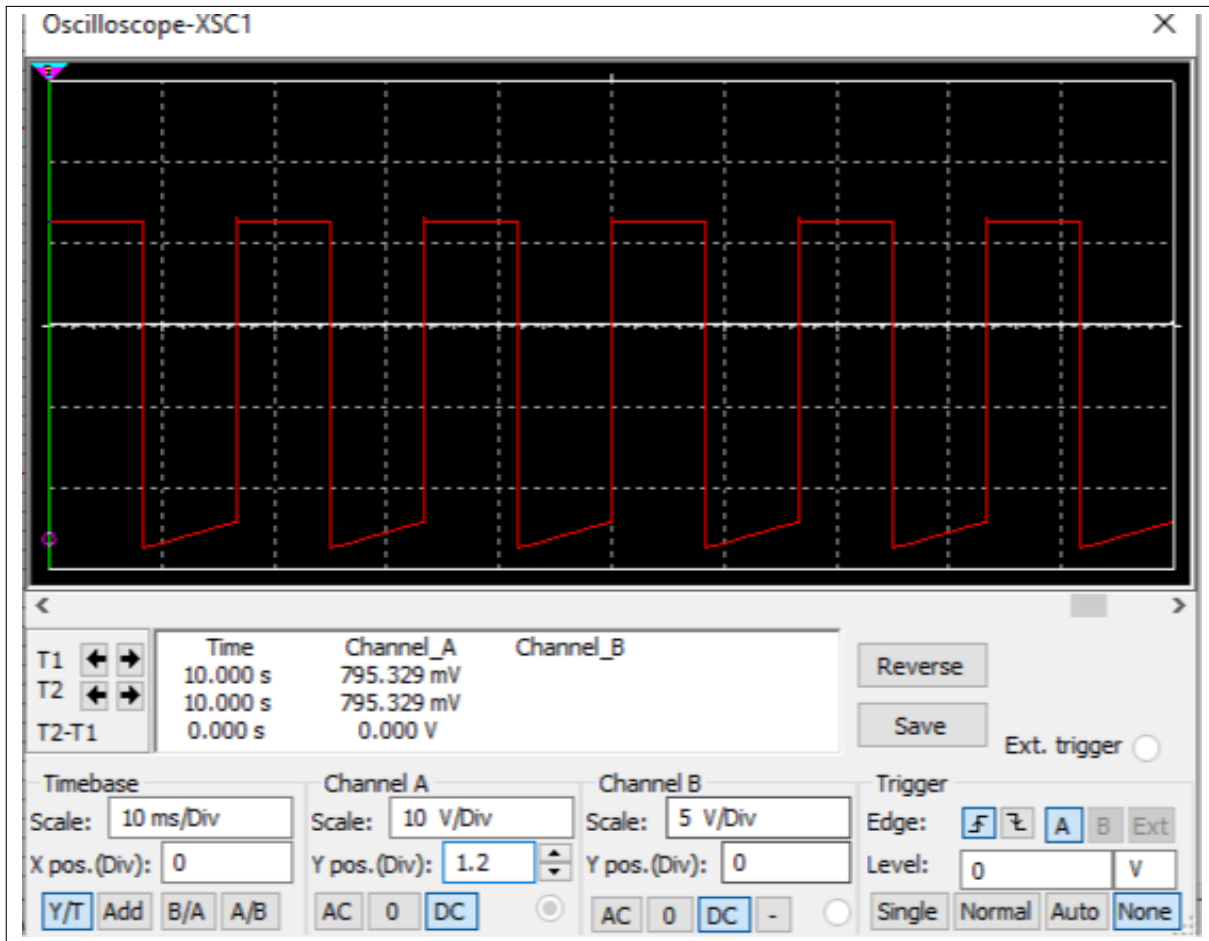 Oscilloscope-XSC1
Time Channel_A Channel_B
T1 10.000 s 795.329 mV
T2 10.000 s 795.329 mV
T2-T1 0.000 s 0.000 V
Reverse
Save
Ext. trigger
Timebase
Scale: 10 ms/Div
X pos.(Div): 0
Y/T Add B/A A/B
Channel A
Scale: 10 V/Div
Y pos.(Div): 1.2
AC 0 DC
Channel B
Scale: 5 V/Div
Y pos.(Div): 0
AC 0 DC -
Trigger
Edge: A B Ext
Level: 0 V
Single Normal Auto None